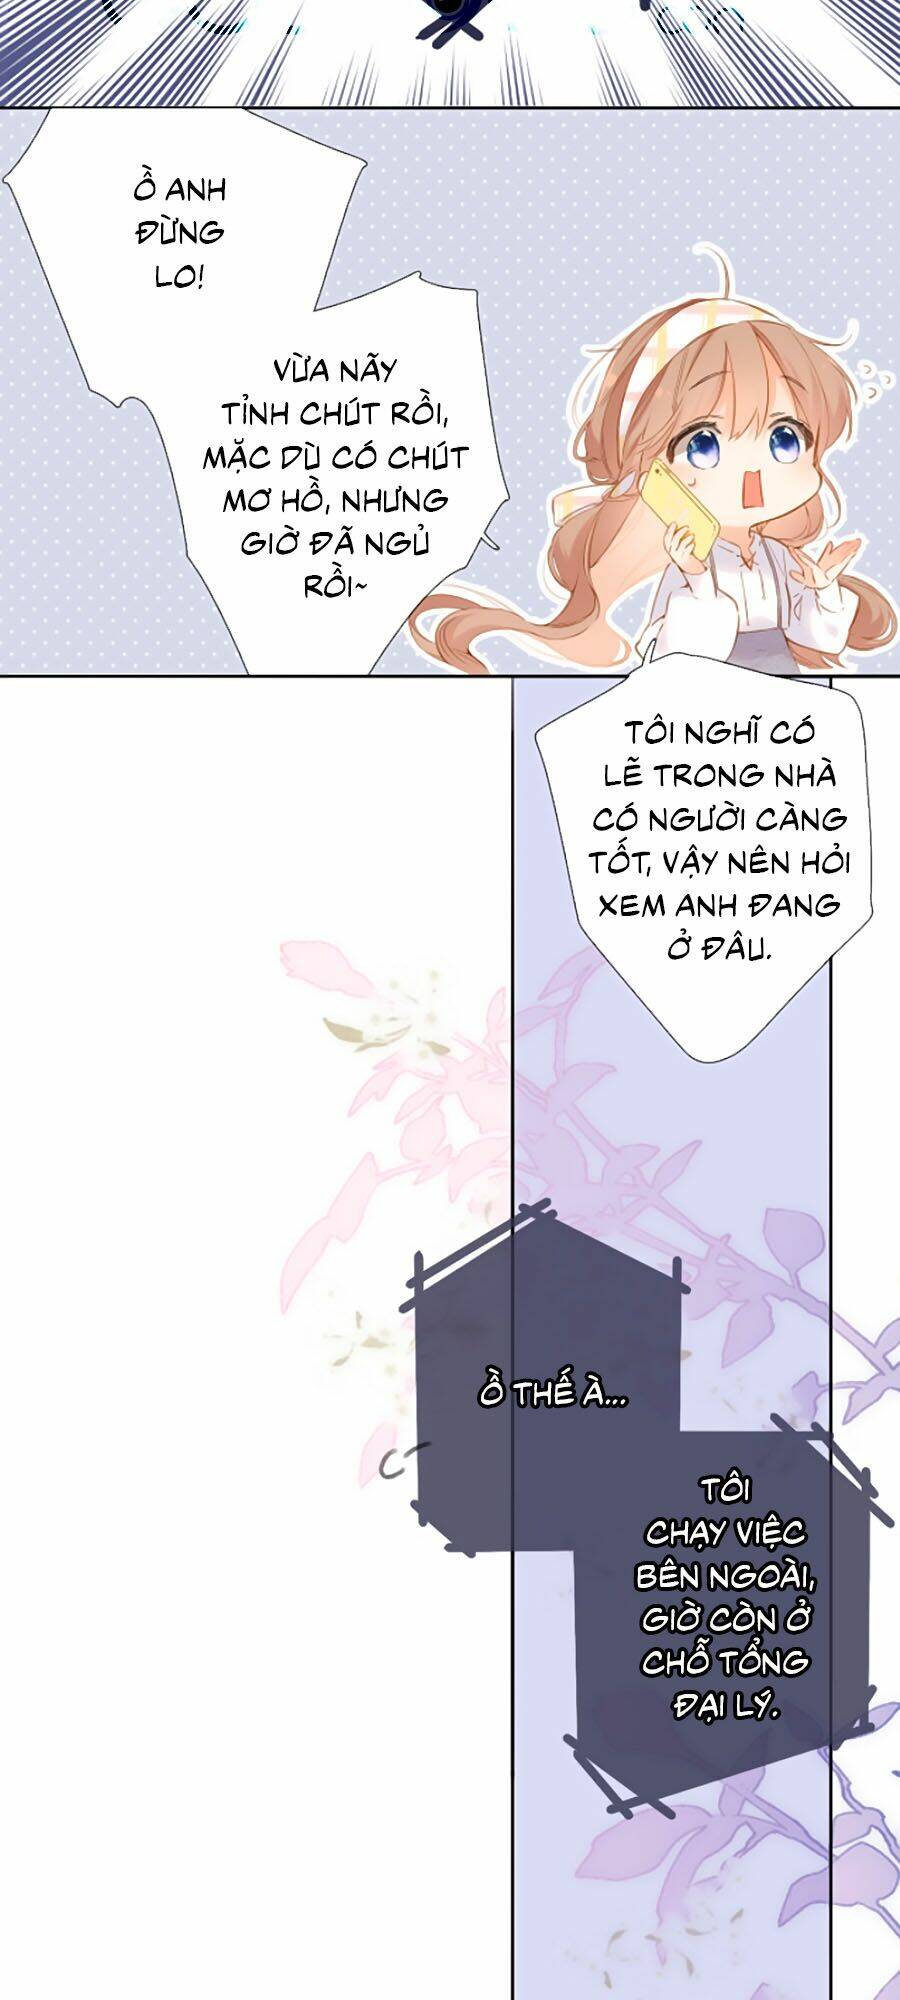 Ồ ANH
ĐỪNG
LO!
VỪA NÃY
TỈNH CHÚT RỒI,
MẶC DÙ CÓ CHÚT
MƠ HỒ, NHƯNG
GIỜ ĐÃ NGỦ
RỒI~
TÔI NGHĨ CÓ
LẼ TRONG NHÀ
CÓ NGƯỜI CÀNG
TỐT, VẬY NÊN HỎI
XEM ANH ĐANG
Ở ĐÂU.
Ồ THẾ À...
TÔI
CHẠY VIỆC
BÊN NGOÀI,
GIỜ CÒN Ở
CHỖ TỔNG
ĐẠI LÝ.